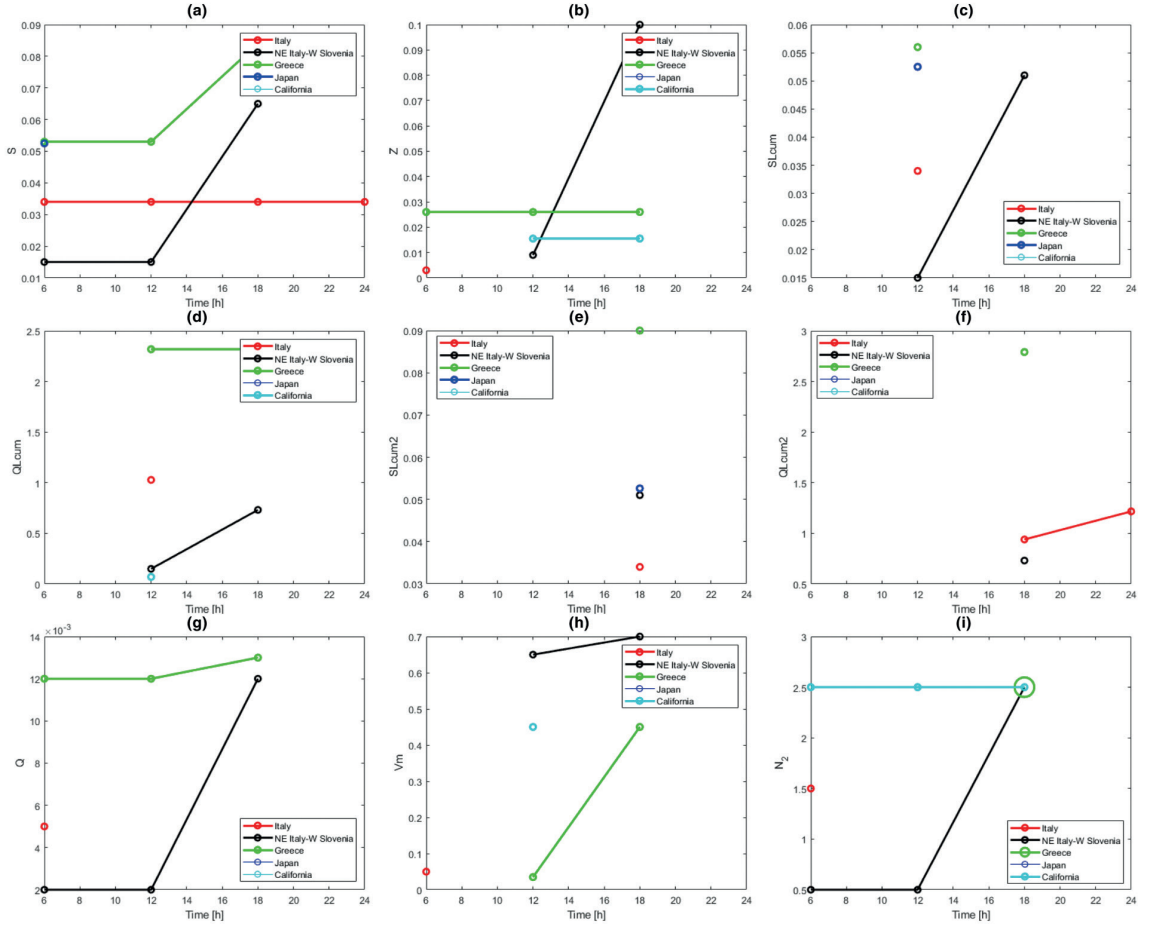 (a)
0.09
0.08
0.07
0.06
0.05
0.04
0.03
0.02
0.01
S
6 8 10 12 14 16 18 20 22 24
Time [h]
Italy
NE Italy-W Slovenia
Greece
Japan
California
(b)
0.1
0.09
0.08
0.07
0.06
0.05
0.04
0.03
0.02
0.01
0
Z
6 8 10 12 14 16 18 20 22 24
Time [h]
Italy
NE Italy-W Slovenia
Greece
Japan
California
(c)
0.06
0.055
0.05
0.045
0.04
0.035
0.03
0.025
0.02
0.015
SLcum
6 8 10 12 14 16 18 20 22 24
Time [h]
Italy
NE Italy-W Slovenia
Greece
Japan
California
(d)
2.5
2
1.5
1
0.5
0
QLcum
6 8 10 12 14 16 18 20 22 24
Time [h]
Italy
NE Italy-W Slovenia
Greece
Japan
California
(e)
0.09
0.08
0.07
0.06
0.05
0.04
0.03
SLcum2
6 8 10 12 14 16 18 20 22 24
Time [h]
Italy
NE Italy-W Slovenia
Greece
Japan
California
(f)
3
2.5
2
1.5
1
0.5
QLcum2
6 8 10 12 14 16 18 20 22 24
Time [h]
Italy
NE Italy-W Slovenia
Greece
Japan
California
(g)
×10⁻³
14
12
10
8
6
4
2
Q
6 8 10 12 14 16 18 20 22 24
Time [h]
Italy
NE Italy-W Slovenia
Greece
Japan
California
(h)
0.7
0.6
0.5
0.4
0.3
0.2
0.1
0
Vm
6 8 10 12 14 16 18 20 22 24
Time [h]
Italy
NE Italy-W Slovenia
Greece
Japan
California
(i)
3
2.5
2
1.5
1
0.5
N₂
6 8 10 12 14 16 18 20 22 24
Time [h]
Italy
NE Italy-W Slovenia
Greece
Japan
California